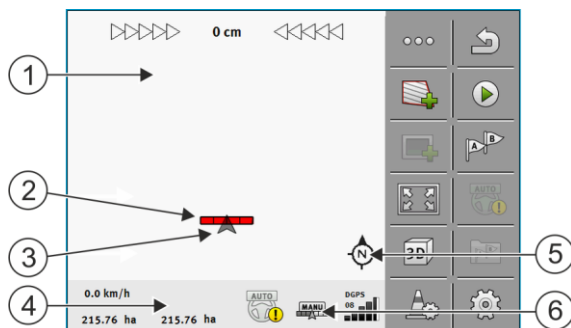 0 cm
1
A B
2
AUTO
3
3D
5
4
0.0 km/h
AUTO
MANU
DGPS
08
6
215.76 ha
215.76 ha
N